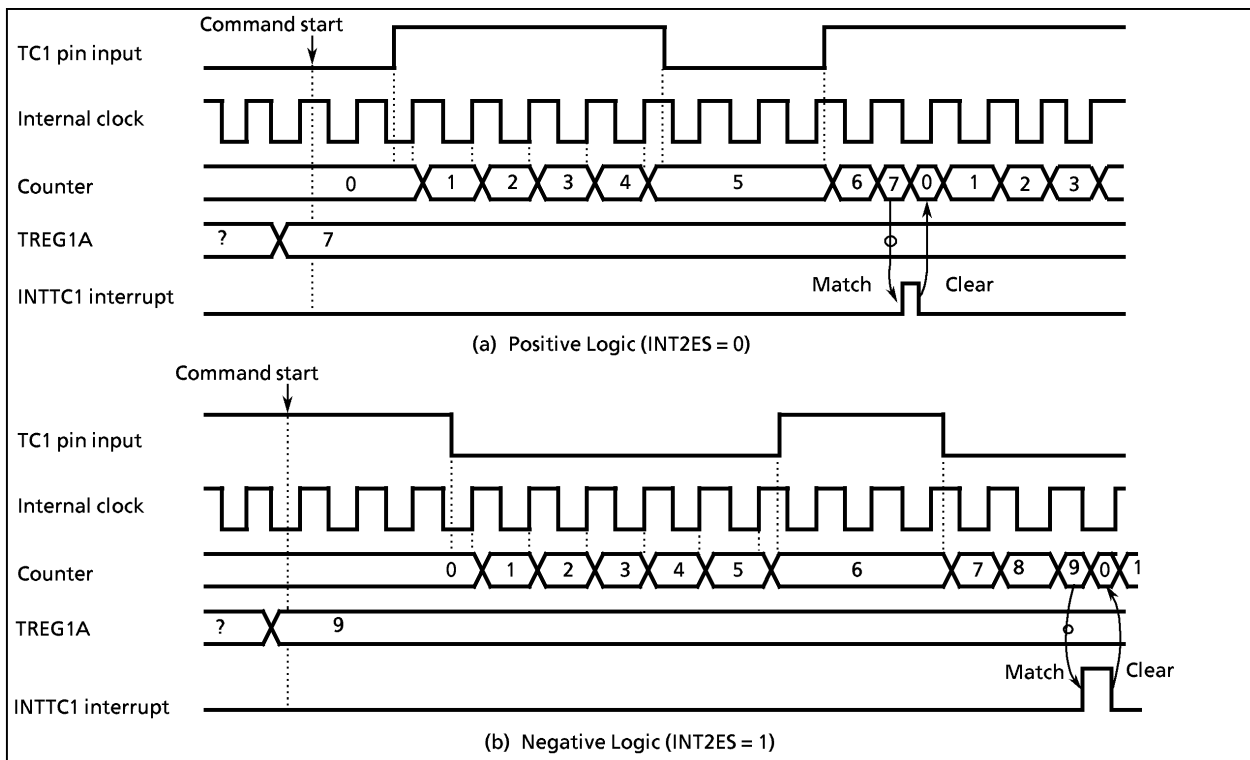 Command start
TC1 pin input
Internal clock
Counter 0 1 2 3 4 5 6 7 0 1 2 3
TREG1A ? 7
Match Clear
INTTC1 interrupt
(a) Positive Logic (INT2ES = 0)
Command start
TC1 pin input
Internal clock
Counter 0 1 2 3 4 5 6 7 8 9 0 1
TREG1A ? 9
Match Clear
INTTC1 interrupt
(b) Negative Logic (INT2ES = 1)